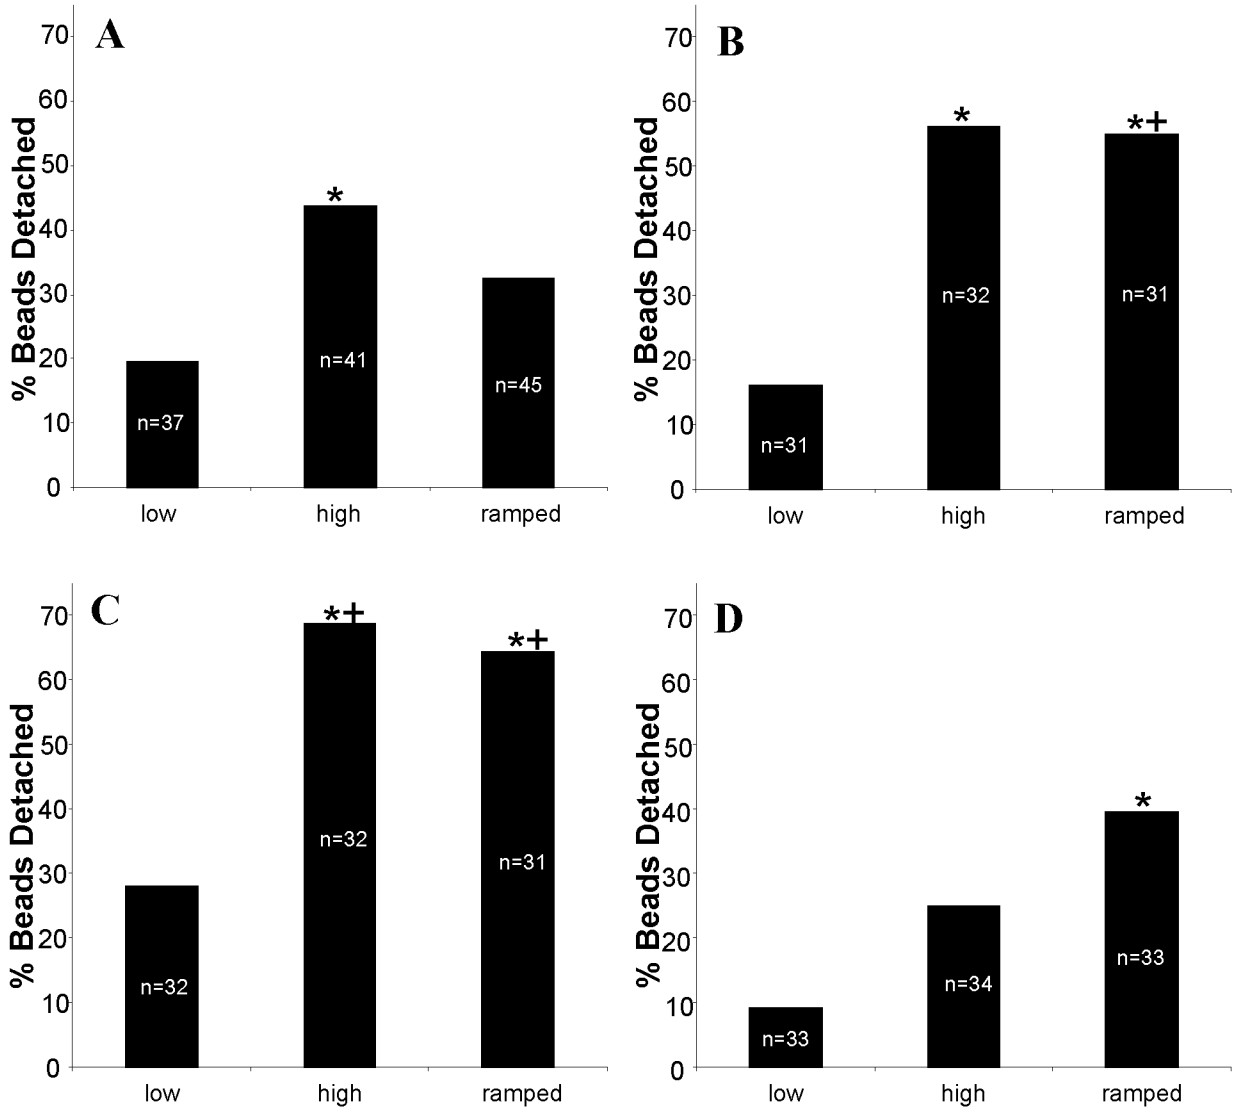 A
% Beads Detached
70
60
50
40
30
20
10
0
*
n=37
n=41
n=45
low
high
ramped
B
% Beads Detached
70
60
50
40
30
20
10
0
*
*+
n=31
n=32
n=31
low
high
ramped
C
% Beads Detached
70
60
50
40
30
20
10
0
*+
*+
n=32
n=32
n=31
low
high
ramped
D
% Beads Detached
70
60
50
40
30
20
10
0
*
n=33
n=34
n=33
low
high
ramped